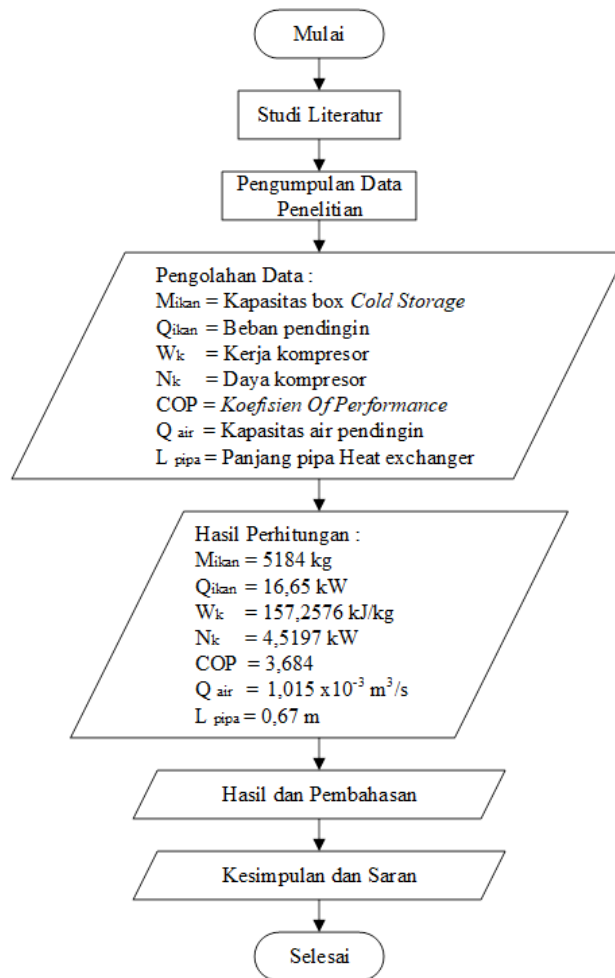 Mulai
Studi Literatur
Pengumpulan Data
Penelitian
Pengolahan Data :
Mikan = Kapasitas box Cold Storage
Qikan = Beban pendingin
Wk = Kerja kompresor
Nk = Daya kompresor
COP = Koefisien Of Performance
Q air = Kapasitas air pendingin
L pipa = Panjang pipa Heat exchanger
Hasil Perhitungan :
Mikan = 5184 kg
Qikan = 16,65 kW
Wk = 157,2576 kJ/kg
Nk = 4,5197 kW
COP = 3,684
Q air = 1,015 x10⁻³ m³/s
L pipa = 0,67 m
Hasil dan Pembahasan
Kesimpulan dan Saran
Selesai